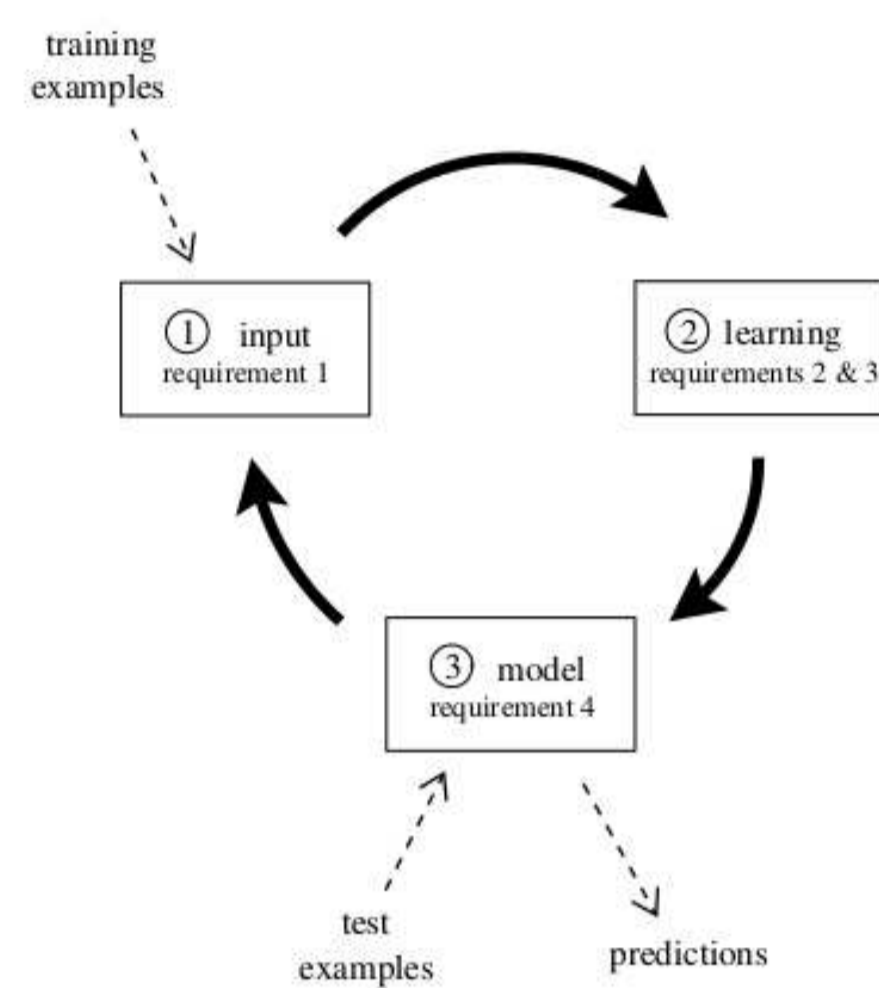 training
examples
① input
requirement 1
② learning
requirements 2 & 3
③ model
requirement 4
test
examples
predictions